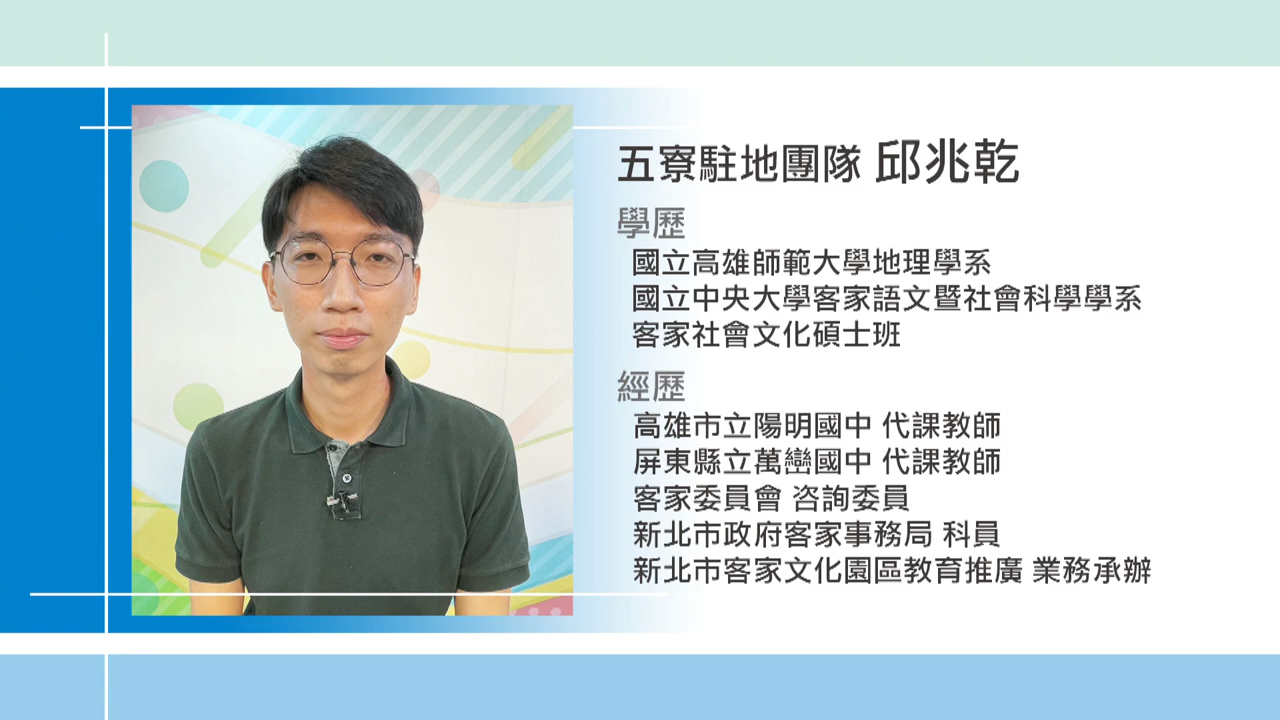 五寮駐地團隊 邱兆乾
學歷
國立高雄師範大學地理學系
國立中央大學客家語文暨社會科學學系
客家社會文化碩士班
經歷
高雄市立陽明國中 代課教師
屏東縣立萬巒國中 代課教師
客家委員會 咨詢委員
新北市政府客家事務局 科員
新北市客家文化園區教育推廣 業務承辦